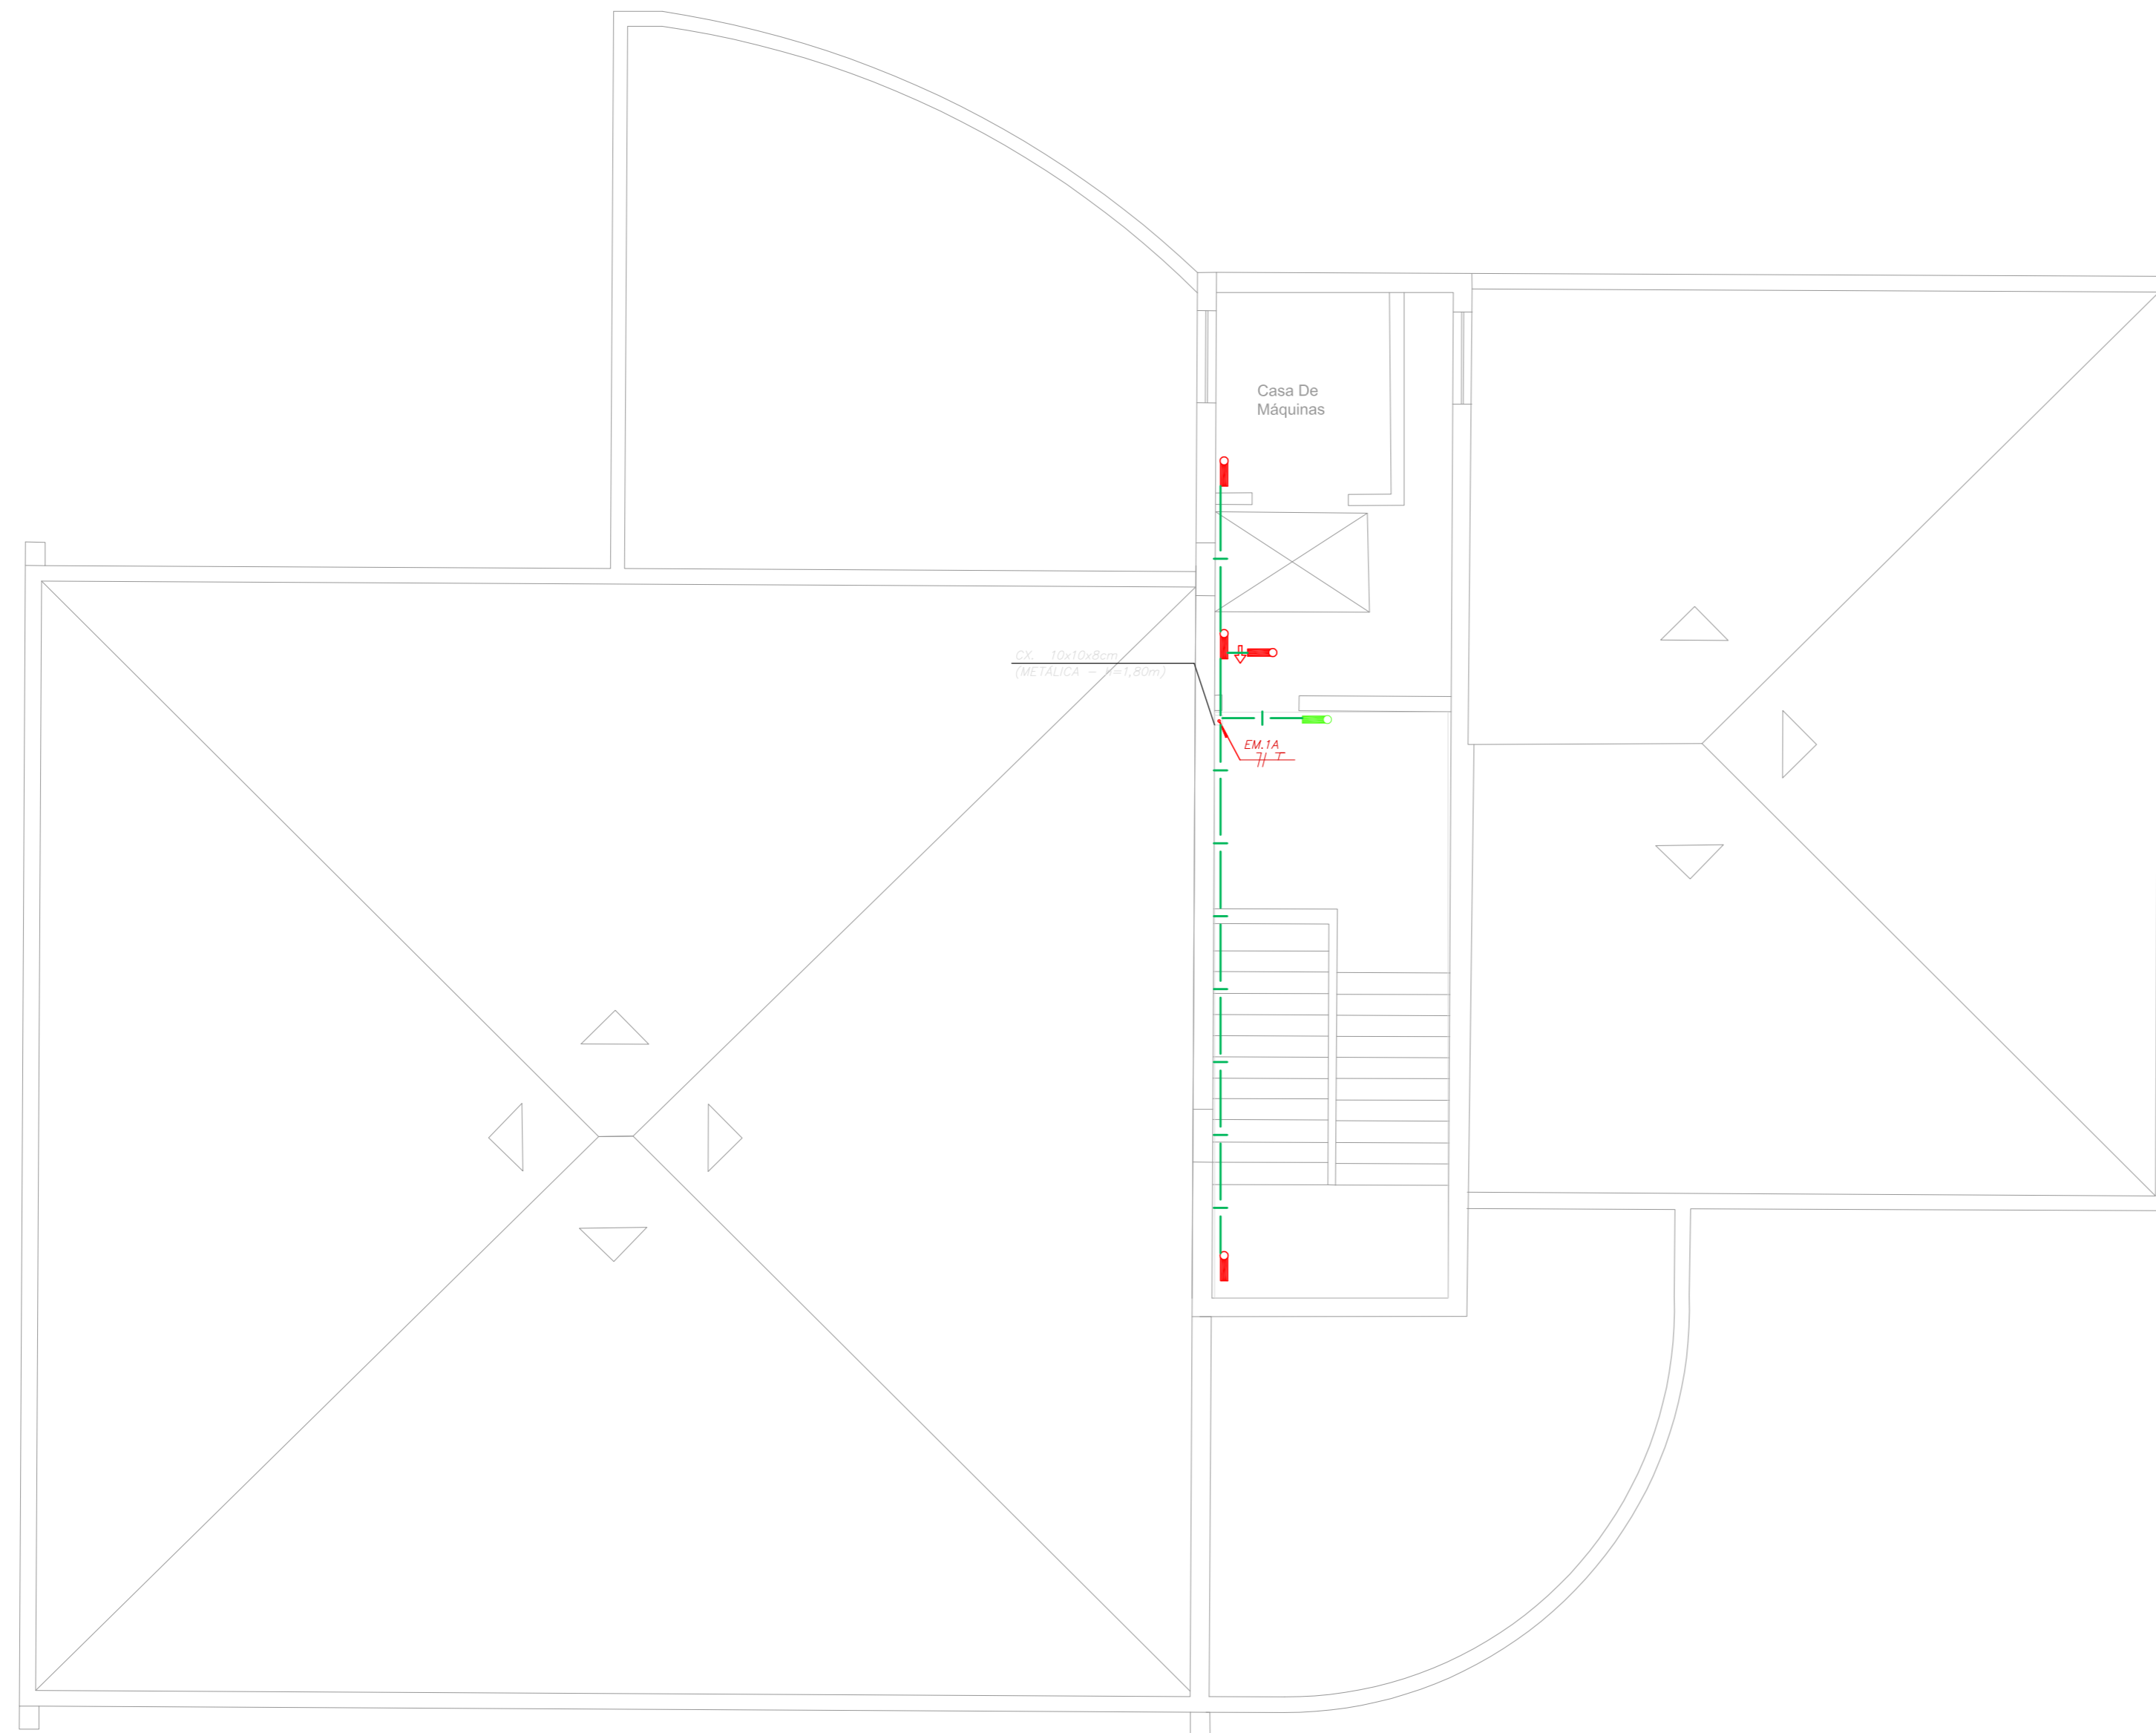 Casa De
Máquinas
CX. 10x10x8cm
(METÁLICA - h=1,80m)
EM.1A
T